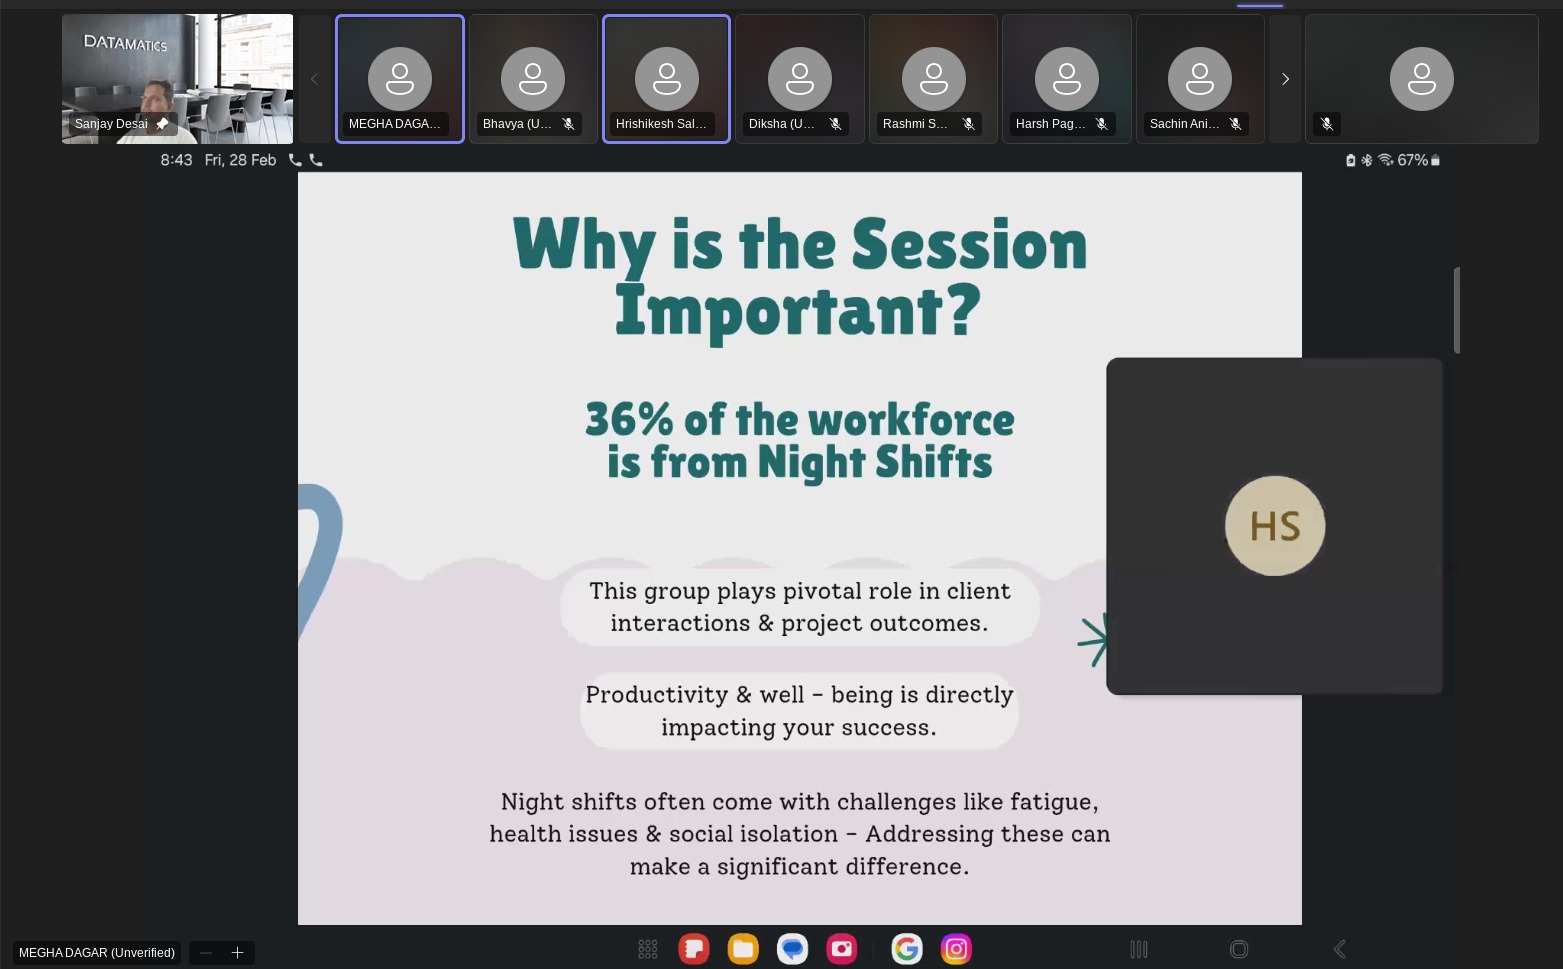 DATAMATICS
Sanjay Desai
MEGHA DAGA...
Bhavya (U...
Hrishikesh Sal...
Diksha (U...
Rashmi S...
Harsh Pag...
Sachin Ani...
8:43 Fri, 28 Feb
67%
Why is the Session
Important?
36% of the workforce
is from Night Shifts
HS
This group plays pivotal role in client
interactions & project outcomes.
Productivity & well - being is directly
impacting your success.
Night shifts often come with challenges like fatigue,
health issues & social isolation - Addressing these can
make a significant difference.
MEGHA DAGAR (Unverified)